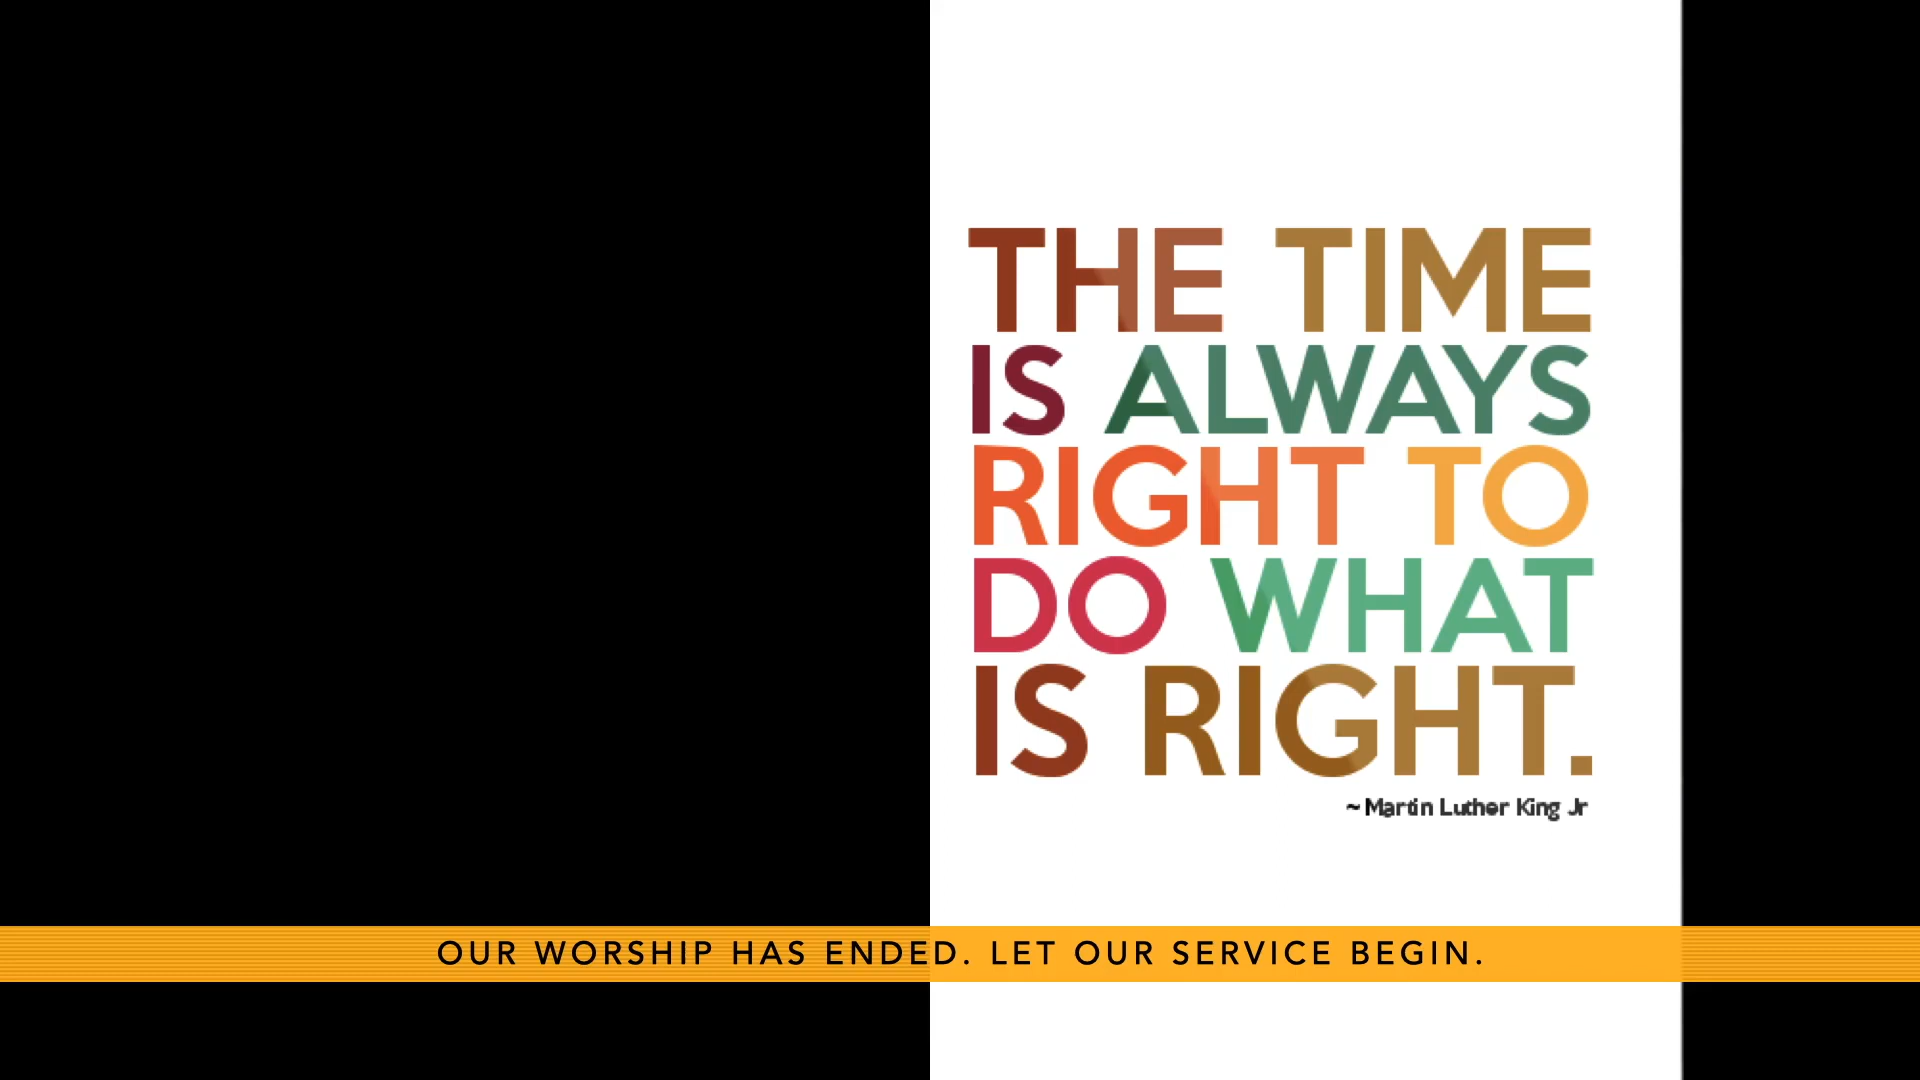 THE TIME
IS ALWAYS
RIGHT TO
DO WHAT
IS RIGHT.
~Martin Luther King Jr
OUR WORSHIP HAS ENDED. LET OUR SERVICE BEGIN.